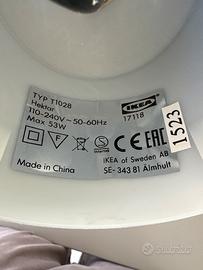 TYP T1028
Hektar
110-240V~50-60Hz
Max 53W
IKEA
17118
F
CE EAC
1523
Made in China
IKEA of Sweden AB
SE- 343 81 Älmhult
subito